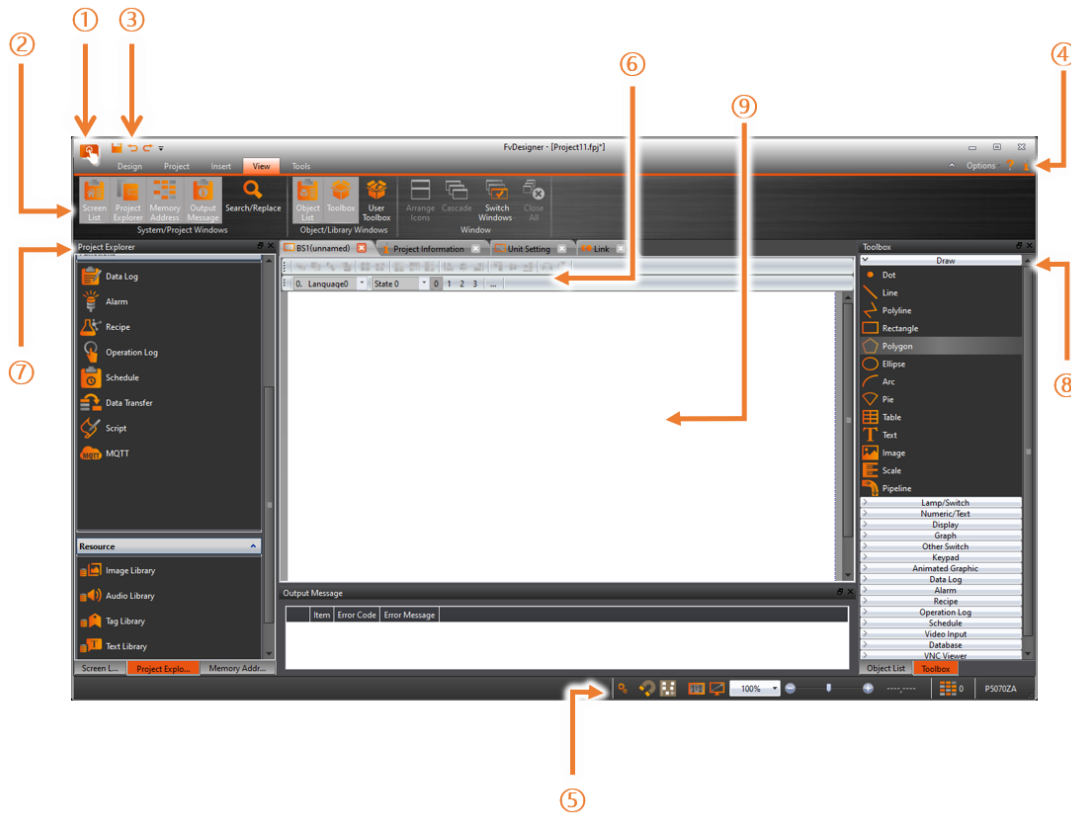 ① ③
②
④
⑥
⑨
FvDesigner - [Project11.fpj*]
Design Project Insert View Tools
Options ?
Screen List
Project Explorer
Memory Address
Output Message
Search/Replace
Object List
Toolbox
User Toolbox
Arrange Icons
Cascade
Switch Windows
Close All
System/Project Windows
Object/Library Windows
Window
Project Explorer
BS1(unnamed) Project Information Unit Setting Link
Toolbox
Functions
Data Log
Alarm
Recipe
Operation Log
Schedule
Data Transfer
Script
MQTT
MQTT
Resource
Image Library
Audio Library
Tag Library
Text Library
Screen L... Project Explo... Memory Addr...
⑦
0. Language0 State 0 0 1 2 3 ...
Output Message
Item Error Code Error Message
Draw
Dot
Line
Polyline
Rectangle
Polygon
Ellipse
Arc
Pie
Table
Text
Image
Scale
Pipeline
Lamp/Switch
Numeric/Text
Display
Graph
Other Switch
Keypad
Animated Graphic
Data Log
Alarm
Recipe
Operation Log
Schedule
Video Input
Database
VNC Viewer
Object List Toolbox
⑧
100% ----,---- 0 P5070ZA
⑤